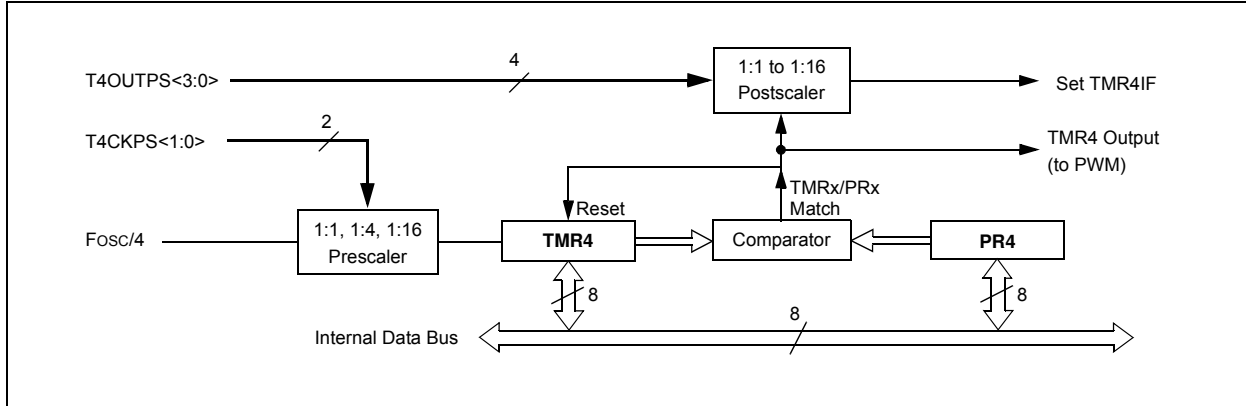 T4OUTPS<3:0>
4
1:1 to 1:16
Postscaler
Set TMR4IF
T4CKPS<1:0>
2
TMR4 Output
(to PWM)
TMRx/PRx
Match
Reset
FOSC/4
1:1, 1:4, 1:16
Prescaler
TMR4
Comparator
PR4
8
8
Internal Data Bus
8